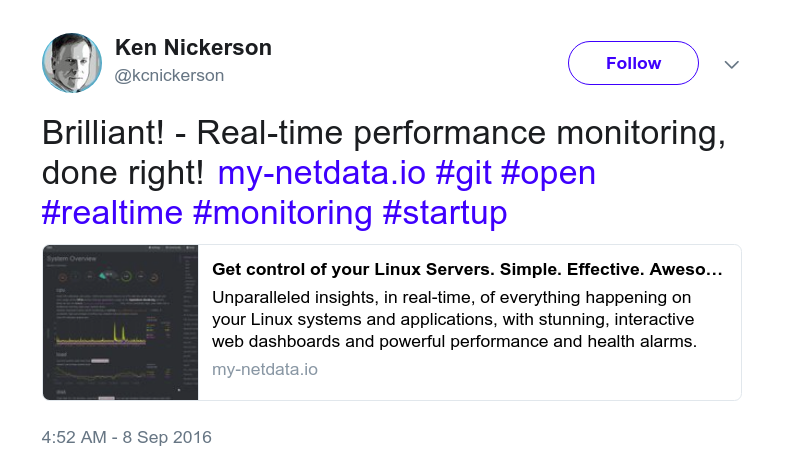 Ken Nickerson
@kcnickerson
Follow
Brilliant! - Real-time performance monitoring,
done right! my-netdata.io #git #open
#realtime #monitoring #startup
System Overview
Get control of your Linux Servers. Simple. Effective. Aweso...
Unparalleled insights, in real-time, of everything happening on
your Linux systems and applications, with stunning, interactive
web dashboards and powerful performance and health alarms.
my-netdata.io
4:52 AM - 8 Sep 2016